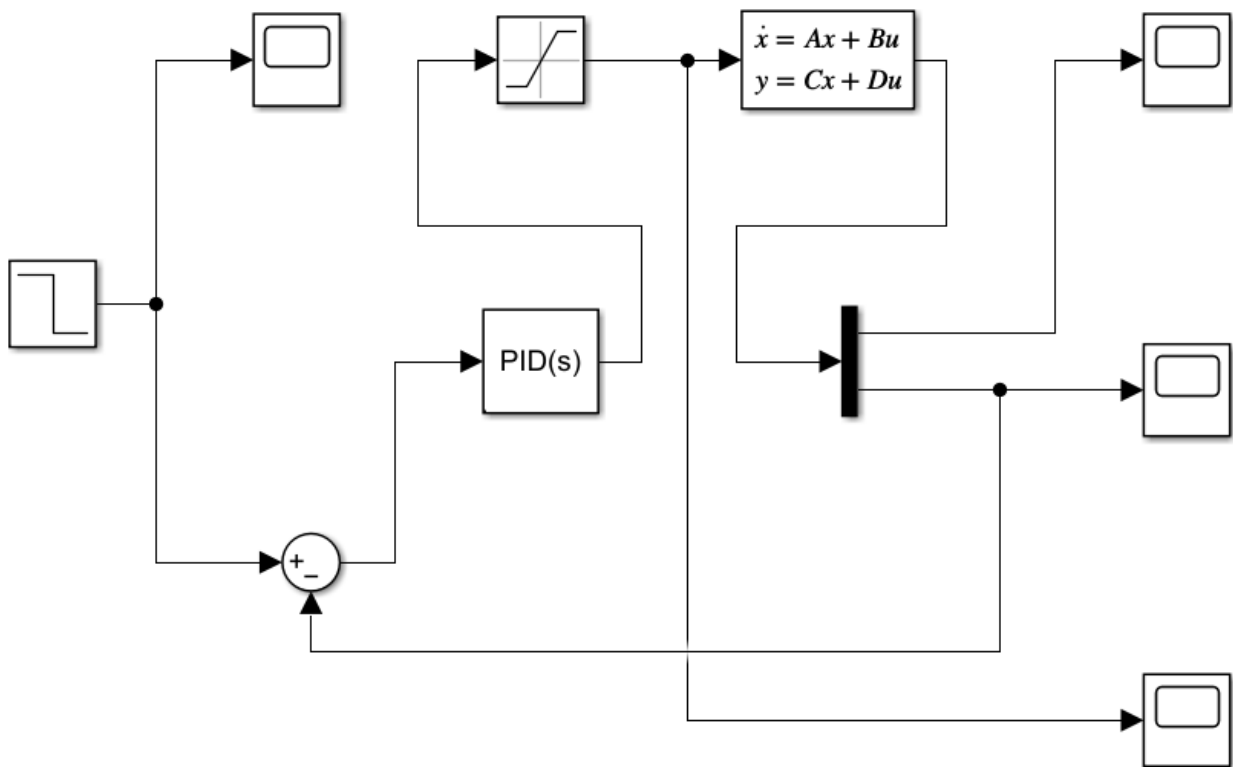 ẋ = Ax + Bu
y = Cx + Du
PID(s)
+
−